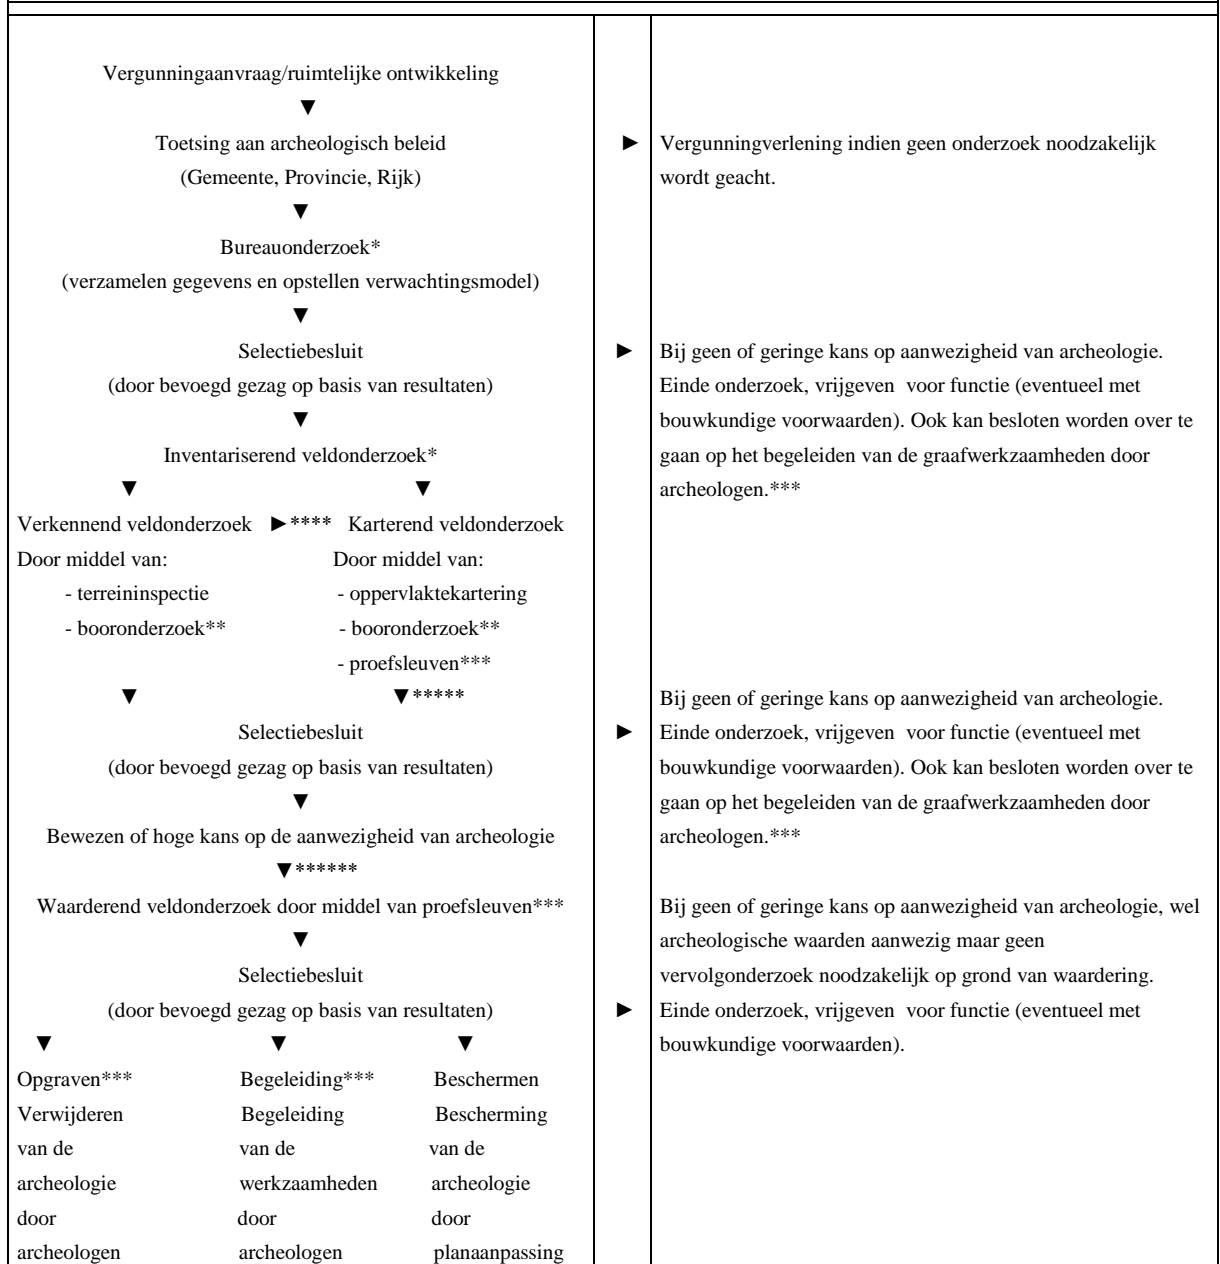 Vergunningaanvraag/ruimtelijke ontwikkeling
▼
Toetsing aan archeologisch beleid
(Gemeente, Provincie, Rijk)
► Vergunningverlening indien geen onderzoek noodzakelijk
wordt geacht.
▼
Bureauonderzoek*
(verzamelen gegevens en opstellen verwachtingsmodel)
▼
Selectiebesluit
(door bevoegd gezag op basis van resultaten)
► Bij geen of geringe kans op aanwezigheid van archeologie.
Einde onderzoek, vrijgeven voor functie (eventueel met
bouwkundige voorwaarden). Ook kan besloten worden over te
gaan op het begeleiden van de graafwerkzaamheden door
archeologen.***
▼
Inventariserend veldonderzoek*
▼ ▼
Verkennend veldonderzoek ►**** Karterend veldonderzoek
Door middel van: Door middel van:
- terreininspectie - oppervlaktekartering
- booronderzoek** - booronderzoek**
- proefsleuven***
▼ ▼*****
Selectiebesluit
(door bevoegd gezag op basis van resultaten)
Bij geen of geringe kans op aanwezigheid van archeologie.
► Einde onderzoek, vrijgeven voor functie (eventueel met
bouwkundige voorwaarden). Ook kan besloten worden over te
gaan op het begeleiden van de graafwerkzaamheden door
archeologen.***
▼
Bewezen of hoge kans op de aanwezigheid van archeologie
▼******
Waarderend veldonderzoek door middel van proefsleuven***
▼
Selectiebesluit
(door bevoegd gezag op basis van resultaten)
Bij geen of geringe kans op aanwezigheid van archeologie, wel
archeologische waarden aanwezig maar geen
vervolgonderzoek noodzakelijk op grond van waardering.
► Einde onderzoek, vrijgeven voor functie (eventueel met
bouwkundige voorwaarden).
▼ ▼ ▼
Opgraven*** Begeleiding*** Beschermen
Verwijderen Begeleiding Bescherming
van de van de van de
archeologie werkzaamheden archeologie
door door door
archeologen archeologen planaanpassing